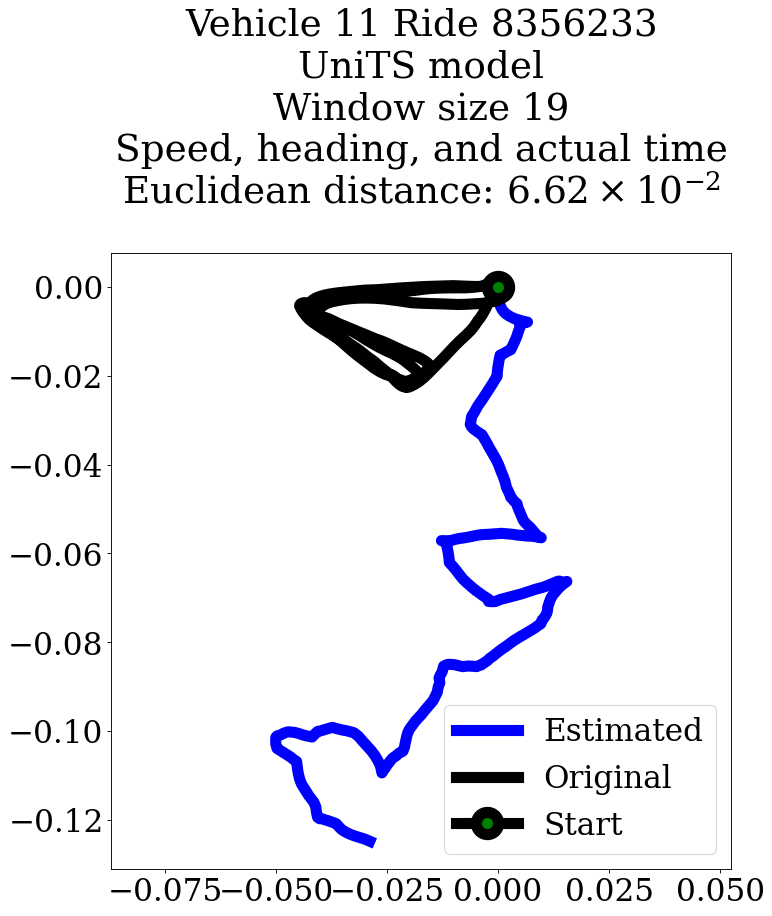 Vehicle 11 Ride 8356233
UniTS model
Window size 19
Speed, heading, and actual time
Euclidean distance: 6.62 × 10⁻²
0.00
−0.02
−0.04
−0.06
−0.08
−0.10
−0.12
Estimated
Original
Start
−0.075 −0.050 −0.025 0.000 0.025 0.050